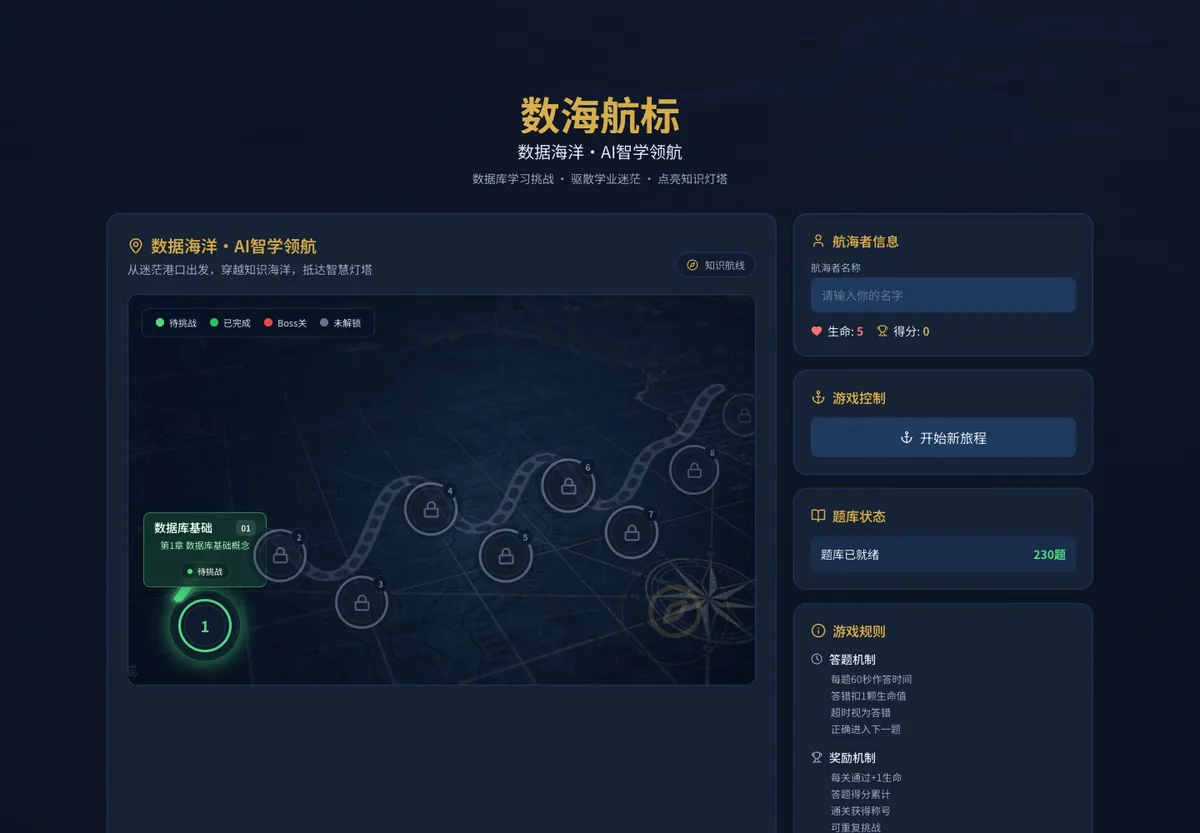 数海航标
数据海洋·AI智学领航
数据库学习挑战 · 驱散学业迷茫 · 点亮知识灯塔
数据海洋·AI智学领航
从迷茫港口出发，穿越知识海洋，抵达智慧灯塔
知识航线
待挑战 已完成 Boss关 未解锁
8
6
4
7
数据库基础 01
第1章 数据库基础概念
待挑战
2
5
3
1
航海者信息
航海者名称
请输入你的名字
生命: 5 得分: 0
游戏控制
开始新旅程
题库状态
题库已就绪 230题
游戏规则
答题机制
每题60秒作答时间
答错扣1颗生命值
超时视为答错
正确进入下一题
奖励机制
每关通过+1生命
答题得分累计
通关获得称号
可重复挑战